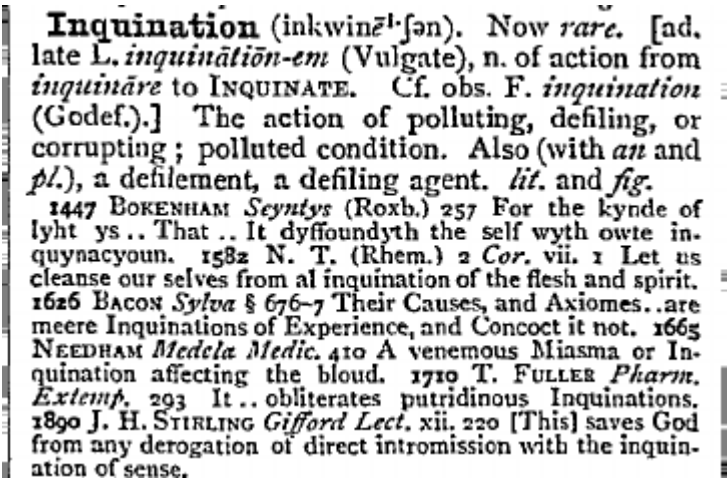 Inquination (inkwinēⁱ·ʃən). Now rare. [ad.
late L. inquinātiōn-em (Vulgate), n. of action from
inquināre to INQUINATE. Cf. obs. F. inquination
(Godef.).] The action of polluting, defiling, or
corrupting; polluted condition. Also (with an and
pl.), a defilement, a defiling agent. lit. and fig.
1447 BOKENHAM Seyntys (Roxb.) 257 For the kynde of
lyht ys .. That .. It dyffoundyth the self wyth owte in-
quynacyoun. 1582 N. T. (Rhem.) 2 Cor. vii. 1 Let us
cleanse our selves from al inquination of the flesh and spirit.
1626 BACON Sylva § 676–7 Their Causes, and Axiomes..are
meere Inquinations of Experience, and Concoct it not. 1665
NEEDHAM Medela Medic. 410 A venemous Miasma or In-
quination affecting the bloud. 1710 T. FULLER Pharm.
Extemp. 293 It .. obliterates putridinous Inquinations.
1890 J. H. STIRLING Gifford Lect. xii. 220 [This] saves God
from any derogation of direct intromission with the inquin-
ation of sense.